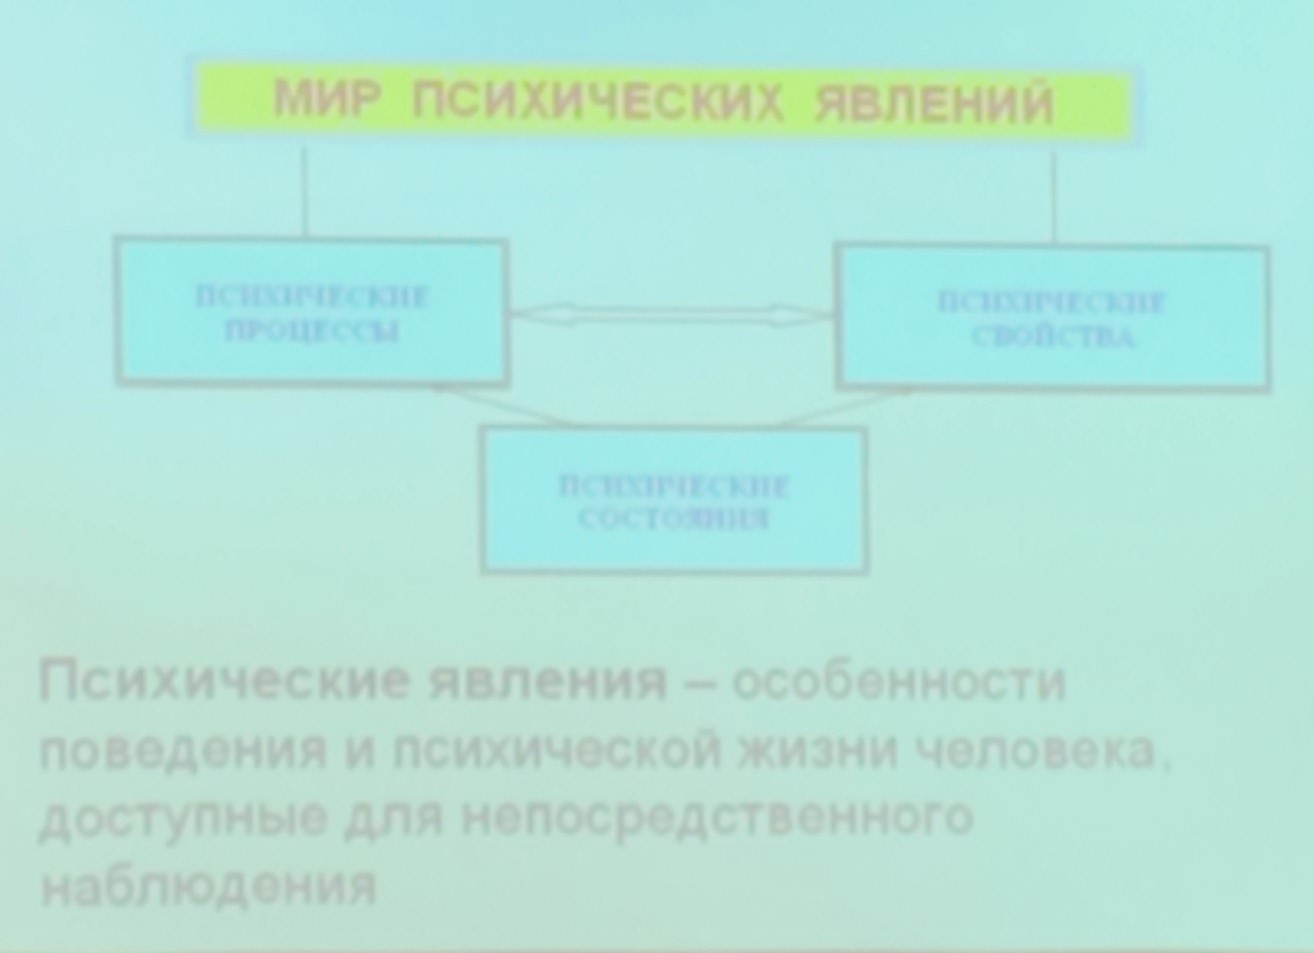 МИР ПСИХИЧЕСКИХ ЯВЛЕНИЙ
ПСИХИЧЕСКИЕ
ПРОЦЕССЫ
ПСИХИЧЕСКИЕ
СВОЙСТВА
ПСИХИЧЕСКИЕ
СОСТОЯНИЯ
Психические явления – особенности
поведения и психической жизни человека,
доступные для непосредственного
наблюдения